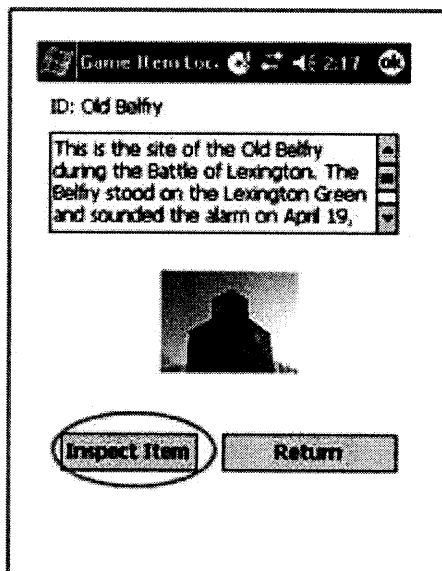 Game Item Loc. 2:17 ok
ID: Old Belfry
This is the site of the Old Belfry
during the Battle of Lexington. The
Belfry stood on the Lexington Green
and sounded the alarm on April 19,
Inspect Item Return